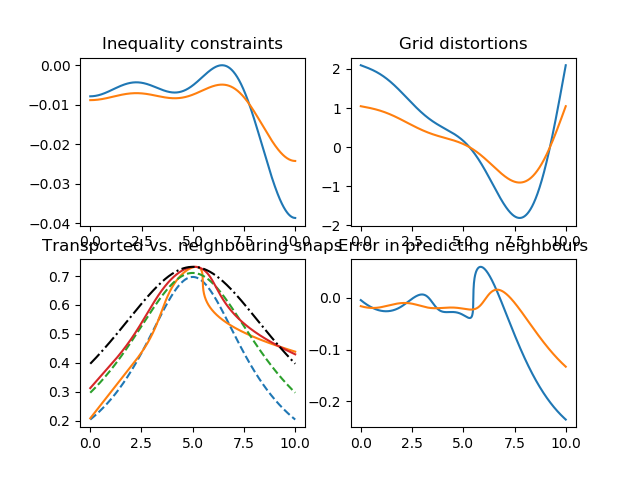 Inequality constraints
0.00
−0.01
−0.02
−0.03
−0.04
0.0 2.5 5.0 7.5 10.0
Grid distortions
2
1
0
−1
−2
0.0 2.5 5.0 7.5 10.0
Transported vs. neighbouring snaps
0.7
0.6
0.5
0.4
0.3
0.2
0.0 2.5 5.0 7.5 10.0
Error in predicting neighbours
0.0
−0.1
−0.2
0.0 2.5 5.0 7.5 10.0